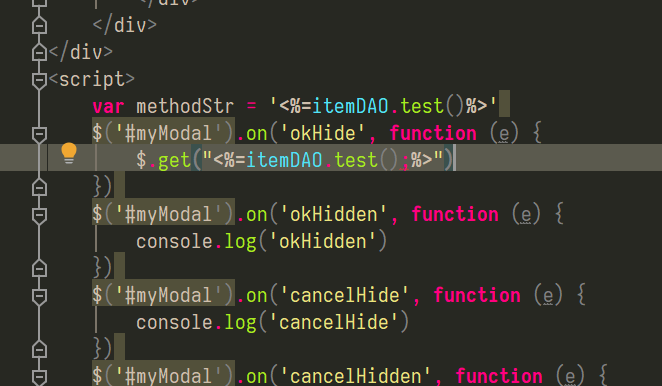 </div>
</div>
</div>
<script>
var methodStr = '<%=itemDAO.test()%>'
$('#myModal').on('okHide', function (e) {
$.get("<%=itemDAO.test();%>")
})
$('#myModal').on('okHidden', function (e) {
console.log('okHidden')
})
$('#myModal').on('cancelHide', function (e) {
console.log('cancelHide')
})
$('#myModal').on('cancelHidden', function (e) {